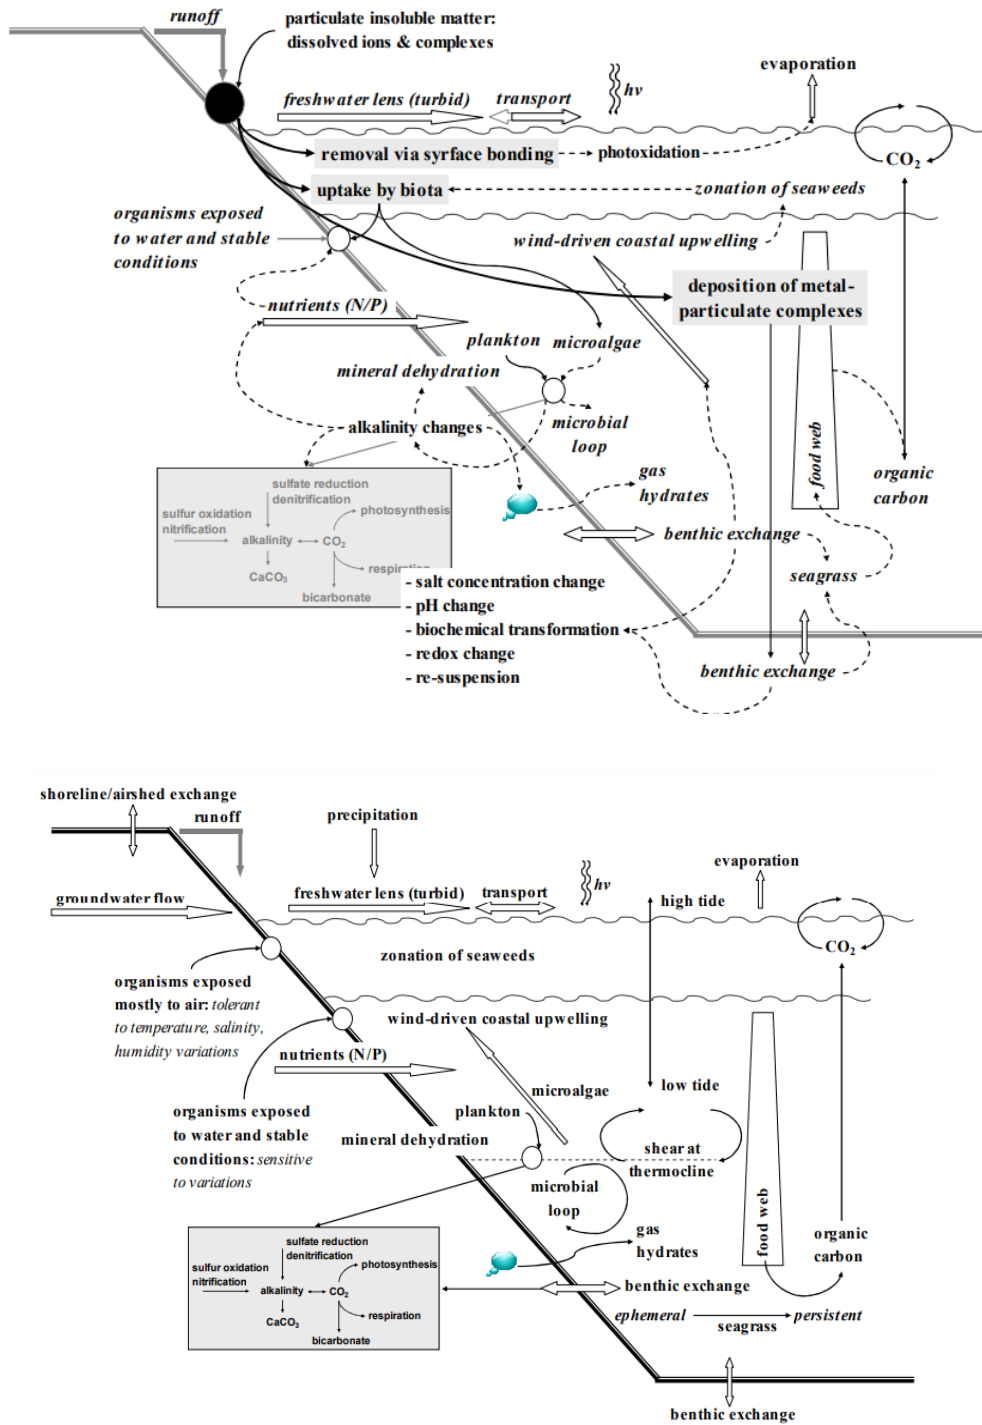 runoff
particulate insoluble matter:
dissolved ions & complexes
evaporation
hν
freshwater lens (turbid)
transport
CO2
removal via syrface bonding
photoxidation
uptake by biota
zonation of seaweeds
organisms exposed
to water and stable
conditions
wind-driven coastal upwelling
deposition of metal-
particulate complexes
nutrients (N/P)
plankton
microalgae
mineral dehydration
alkalinity changes
microbial
loop
food web
organic
carbon
gas
hydrates
sulfate reduction
denitrification
sulfur oxidation
nitrification
photosynthesis
alkalinity
CO2
CaCO3
respiration
bicarbonate
benthic exchange
seagrass
- salt concentration change
- pH change
- biochemical transformation
- redox change
- re-suspension
benthic exchange
shoreline/airshed exchange
runoff
precipitation
evaporation
hν
groundwater flow
freshwater lens (turbid)
transport
high tide
CO2
zonation of seaweeds
organisms exposed
mostly to air: tolerant
to temperature, salinity,
humidity variations
wind-driven coastal upwelling
nutrients (N/P)
microalgae
low tide
organisms exposed
to water and stable
conditions: sensitive
to variations
plankton
mineral dehydration
shear at
thermocline
microbial
loop
food web
organic
carbon
gas
hydrates
sulfate reduction
denitrification
sulfur oxidation
nitrification
photosynthesis
alkalinity
CO2
CaCO3
respiration
bicarbonate
benthic exchange
ephemeral
persistent
seagrass
benthic exchange